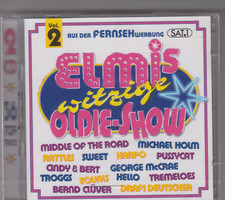 Vol. 2
AUS DER FERNSEHWERBUNG
SAT.1
ELMIS
witzige
OLDIE-SHOW
MIDDLE OF THE ROAD MICHAEL HOLM
RATTLES SWEET HARPO PUSSYCAT
CINDY & BERT GEORGE McCRAE
TROGGS EQUALS HELLO TREMELOES
BERND CLÜVER DRAFI DEUTSCHER